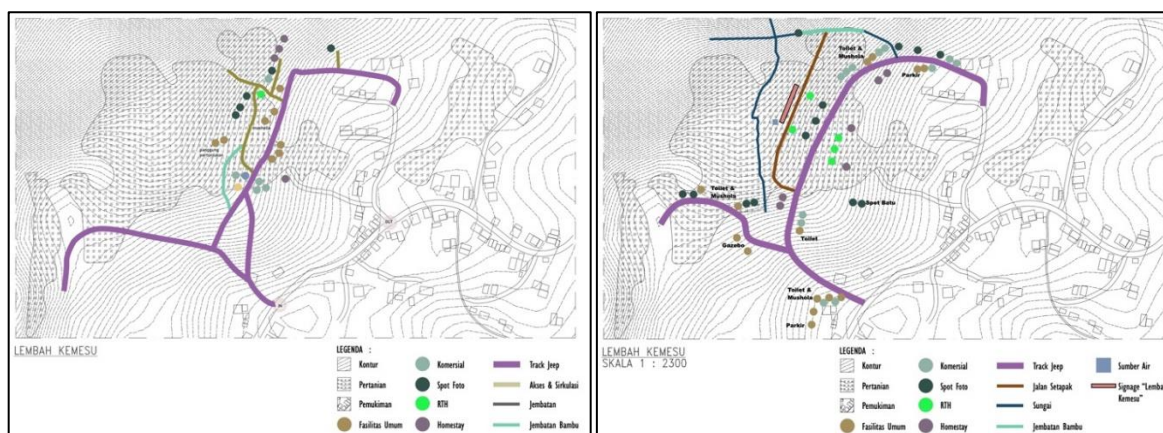 panggung
LEMBAH KEMESU
LEGENDA :
Kontur
Pertanian
Pemukiman
Fasilitas Umum
Komersial
Spot Foto
RTH
Homestay
Track Jeep
Akses & Sirkulasi
Jembatan
Jembatan Bambu
Toilet &
Mushola
Parkir
Toilet &
Mushola
Spot Batu
Toilet
Gazebo
Toilet &
Mushola
Parkir
LEMBAH KEMESU
SKALA 1 : 2300
LEGENDA :
Kontur
Pertanian
Pemukiman
Fasilitas Umum
Komersial
Spot Foto
RTH
Homestay
Track Jeep
Jalan Setapak
Sungai
Jembatan Bambu
Sumber Air
Signage "Lemba
Kemesu"